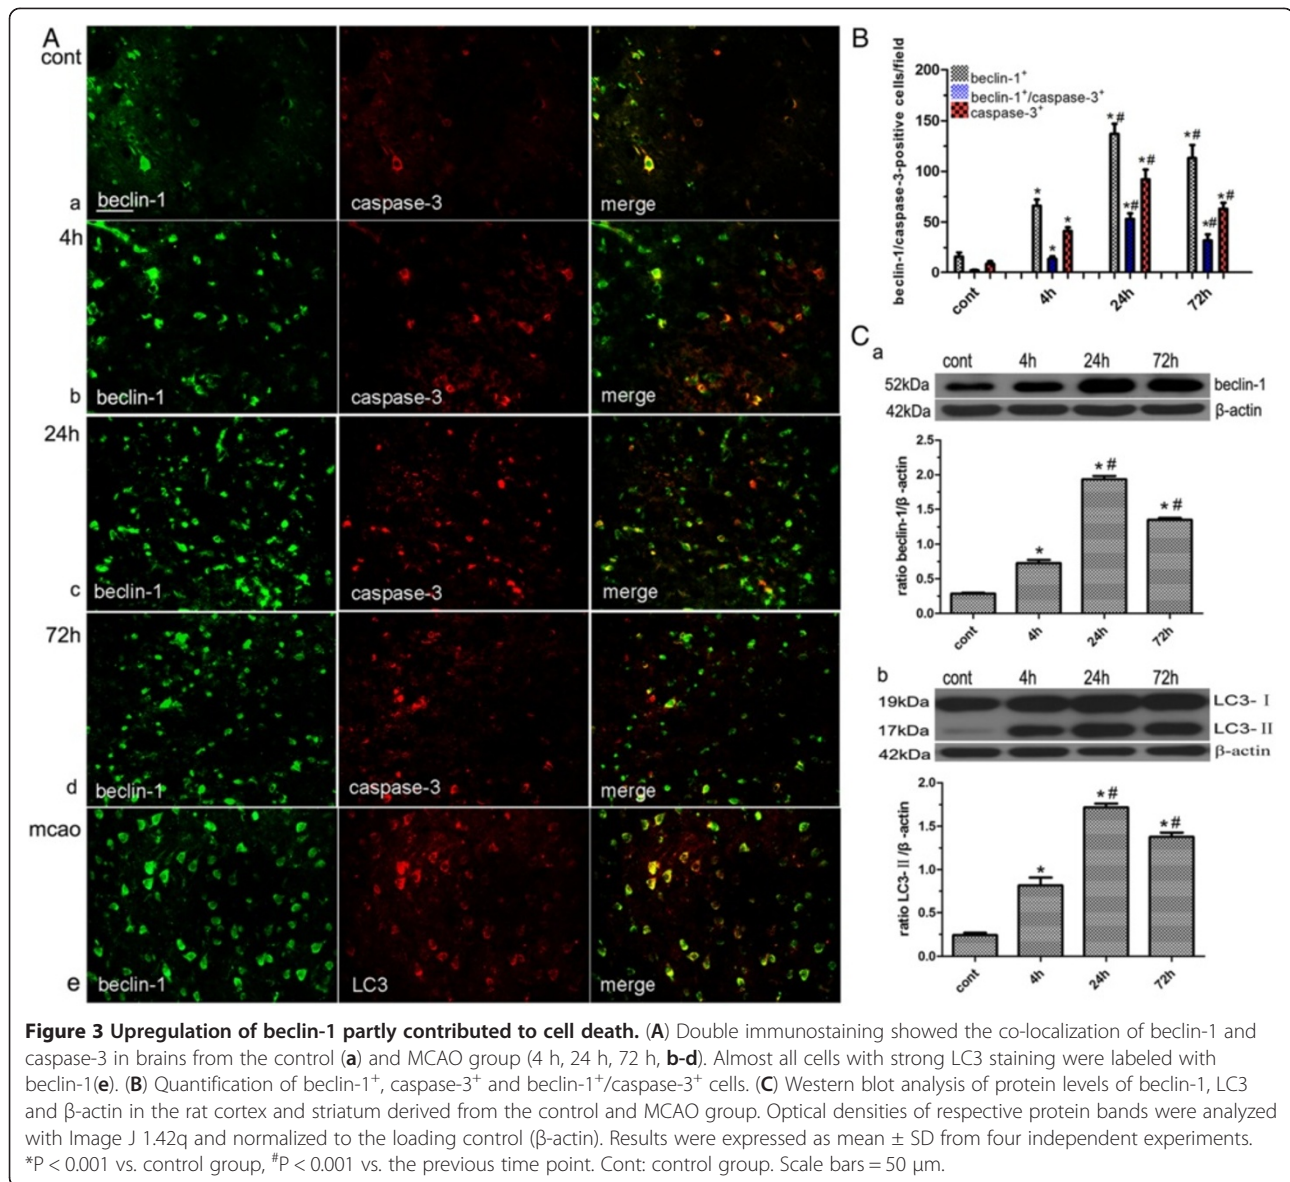 A
cont
beclin-1
caspase-3
merge
a
4h
beclin-1
caspase-3
merge
b
24h
beclin-1
caspase-3
merge
c
72h
beclin-1
caspase-3
merge
d
mcao
beclin-1
LC3
merge
e
B
beclin-1/caspase-3-positive cells/field
200
150
100
50
0
beclin-1⁺
beclin-1⁺/caspase-3⁺
caspase-3⁺
* * *
*# *# *#
*# *# *#
cont 4h 24h 72h
C
a
cont 4h 24h 72h
52kDa beclin-1
42kDa β-actin
ratio beclin-1/β -actin
2.5
2.0
1.5
1.0
0.5
0.0
* *# *#
cont 4h 24h 72h
b
cont 4h 24h 72h
19kDa LC3- Ⅰ
17kDa LC3- Ⅱ
42kDa β-actin
ratio LC3-Ⅱ/β -actin
2.0
1.5
1.0
0.5
0.0
* *# *#
cont 4h 24h 72h
Figure 3 Upregulation of beclin-1 partly contributed to cell death. (A) Double immunostaining showed the co-localization of beclin-1 and
caspase-3 in brains from the control (a) and MCAO group (4 h, 24 h, 72 h, b-d). Almost all cells with strong LC3 staining were labeled with
beclin-1(e). (B) Quantification of beclin-1⁺, caspase-3⁺ and beclin-1⁺/caspase-3⁺ cells. (C) Western blot analysis of protein levels of beclin-1, LC3
and β-actin in the rat cortex and striatum derived from the control and MCAO group. Optical densities of respective protein bands were analyzed
with Image J 1.42q and normalized to the loading control (β-actin). Results were expressed as mean ± SD from four independent experiments.
*P < 0.001 vs. control group, #P < 0.001 vs. the previous time point. Cont: control group. Scale bars = 50 μm.